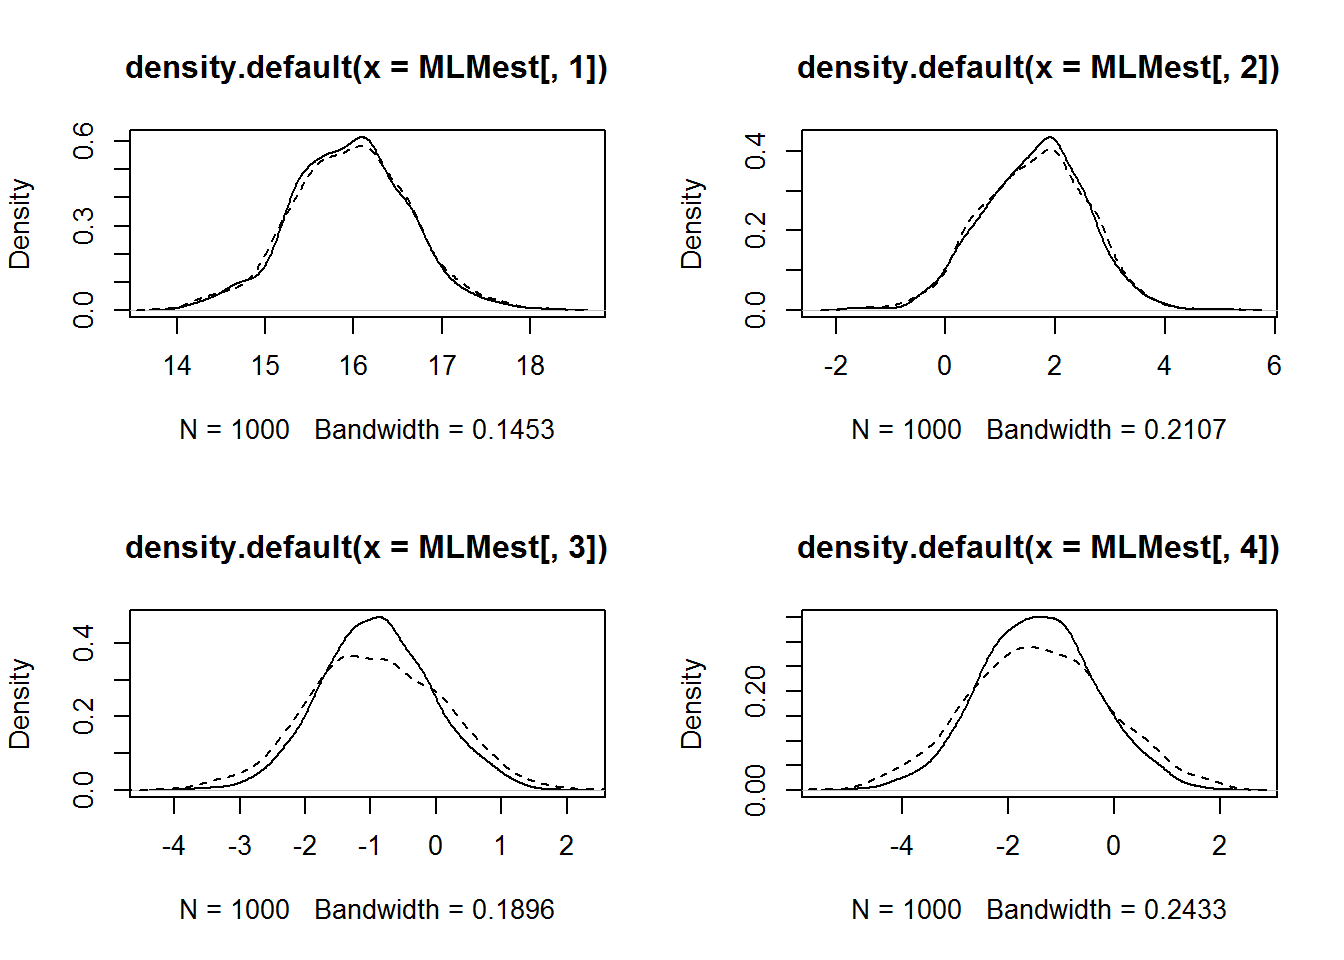 density.default(x = MLMest[, 1])
Density
0.0 0.3 0.6
14 15 16 17 18
N = 1000 Bandwidth = 0.1453
density.default(x = MLMest[, 2])
Density
0.0 0.2 0.4
-2 0 2 4 6
N = 1000 Bandwidth = 0.2107
density.default(x = MLMest[, 3])
Density
0.0 0.2 0.4
-4 -3 -2 -1 0 1 2
N = 1000 Bandwidth = 0.1896
density.default(x = MLMest[, 4])
Density
0.00 0.20
-4 -2 0 2
N = 1000 Bandwidth = 0.2433